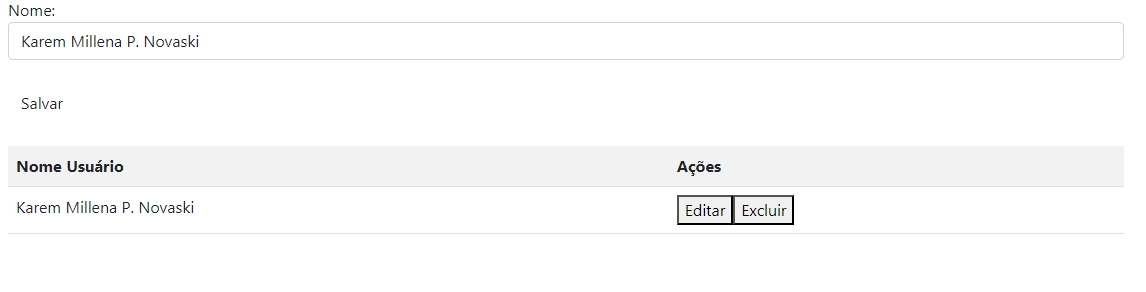 Nome:
Karem Millena P. Novaski
Salvar
Nome Usuário Ações
Karem Millena P. Novaski Editar Excluir